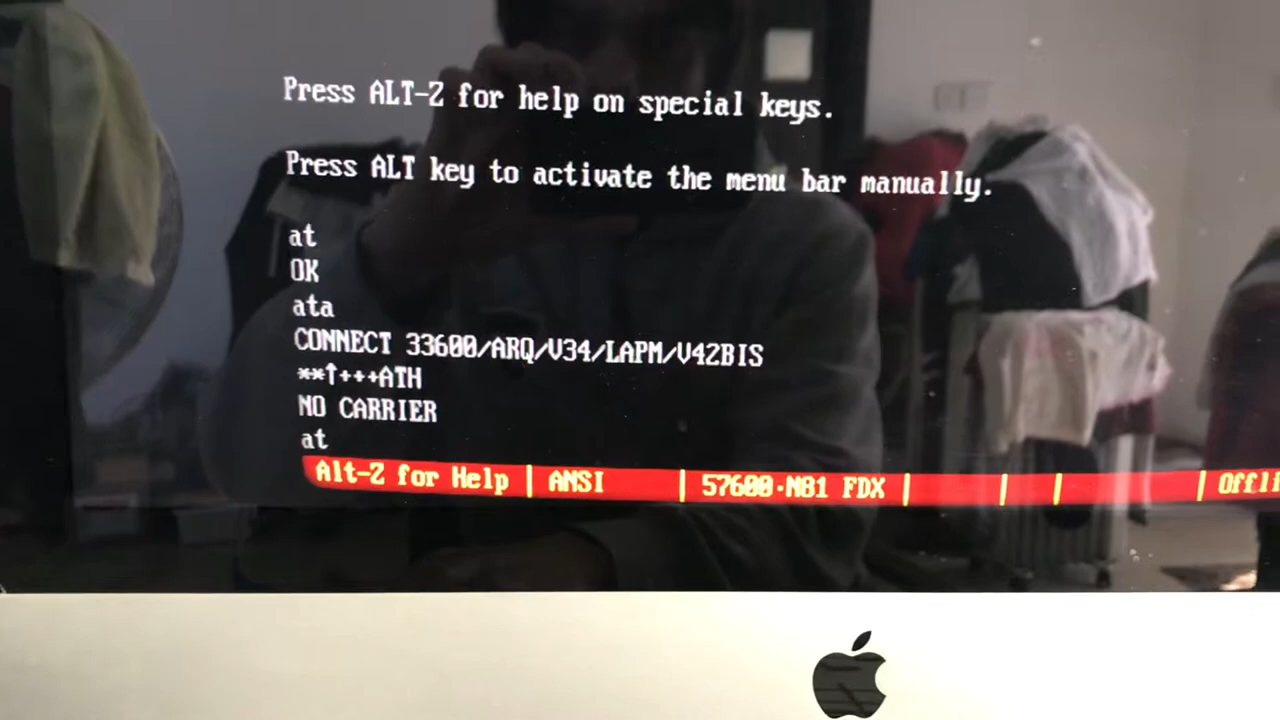 Press ALT-Z for help on special keys.
Press ALT key to activate the menu bar manually.
at
OK
ata
CONNECT 33600/ARQ/V34/LAPM/V42BIS
**↑+++ATH
NO CARRIER
at
Alt-Z for Help | ANSI | 57600·N81 FDX | | | | Offli